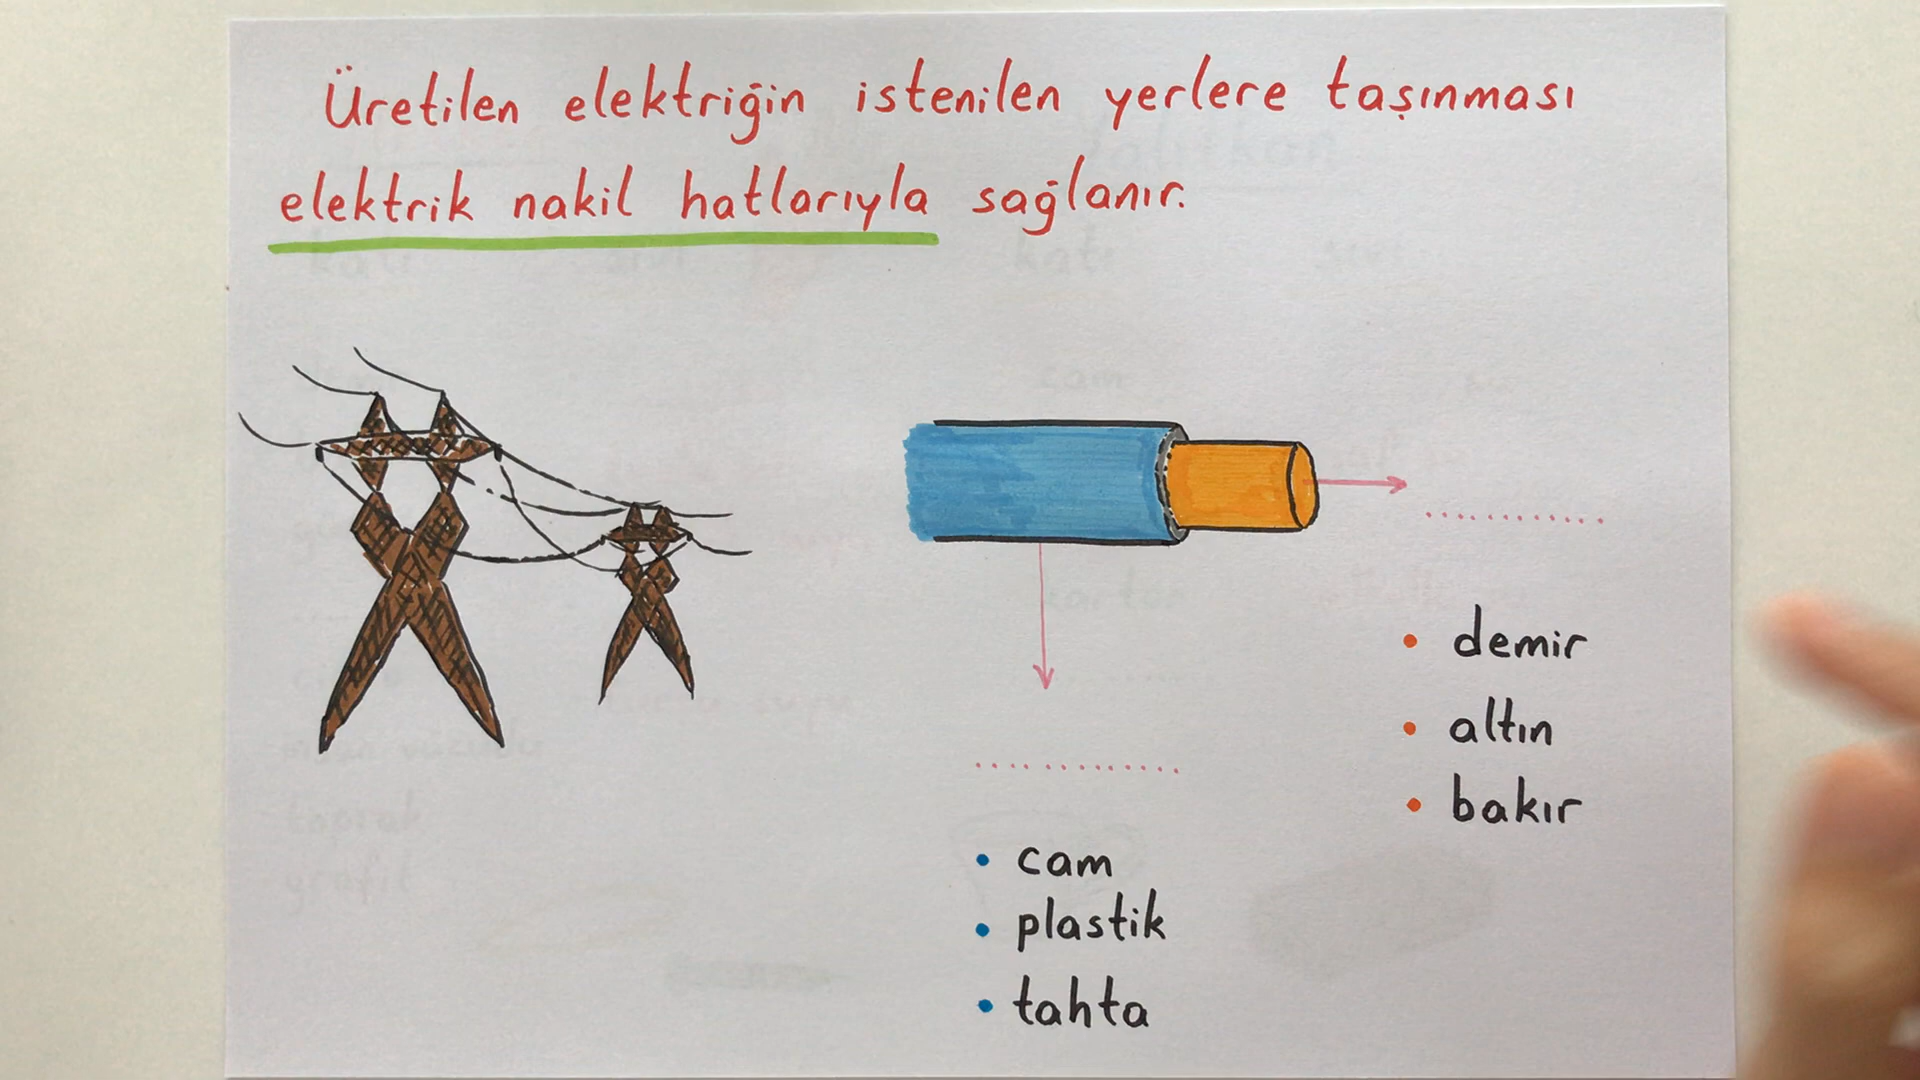 Üretilen elektriğin istenilen yerlere taşınması
elektrik nakil hatlarıyla sağlanır.
• demir
• altın
• bakır
• cam
• plastik
• tahta